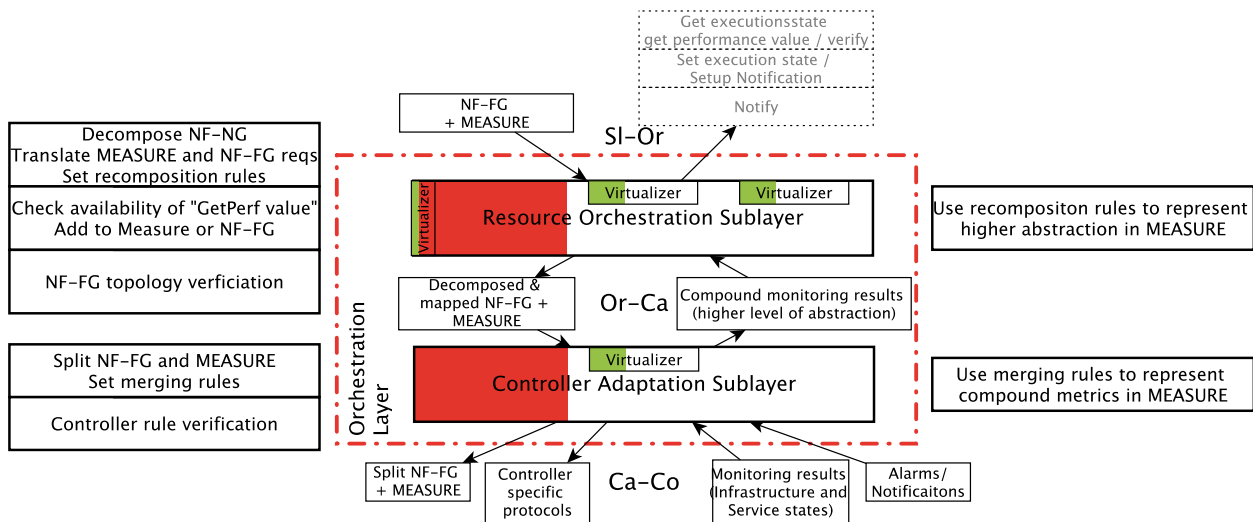 Get executionsstate
get performance value / verify
Set execution state /
Setup Notification
Notify
NF-FG
+ MEASURE
Sl-Or
Decompose NF-NG
Translate MEASURE and NF-FG reqs
Set recomposition rules
Check availability of "GetPerf value"
Add to Measure or NF-FG
NF-FG topology verficiation
Virtualizer
Virtualizer
Virtualizer
Resource Orchestration Sublayer
Use recompositon rules to represent
higher abstraction in MEASURE
Decomposed &
mapped NF-FG +
MEASURE
Or-Ca
Compound monitoring results
(higher level of abstraction)
Orchestration
Layer
Split NF-FG and MEASURE
Set merging rules
Controller rule verification
Virtualizer
Controller Adaptation Sublayer
Use merging rules to represent
compound metrics in MEASURE
Split NF-FG
+ MEASURE
Controller
specific
protocols
Ca-Co
Monitoring results
(Infrastructure and
Service states)
Alarms/
Notificaitons